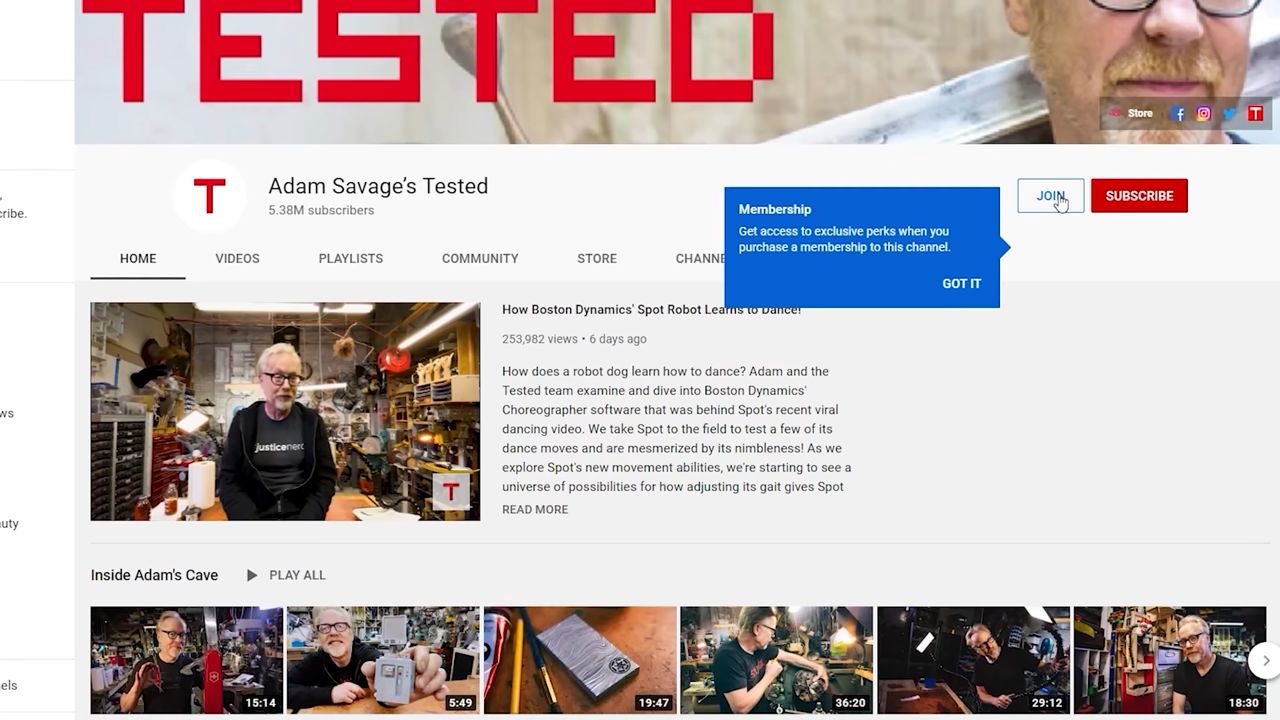 TESTED
Store
T
T
Adam Savage's Tested
5.38M subscribers
JOIN
SUBSCRIBE
Membership
Get access to exclusive perks when you
purchase a membership to this channel.
GOT IT
cribe.
HOME VIDEOS PLAYLISTS COMMUNITY STORE CHANNE
How Boston Dynamics' Spot Robot Learns to Dance!
253,982 views • 6 days ago
How does a robot dog learn how to dance? Adam and the
Tested team examine and dive into Boston Dynamics'
Choreographer software that was behind Spot's recent viral
dancing video. We take Spot to the field to test a few of its
dance moves and are mesmerized by its nimbleness! As we
explore Spot's new movement abilities, we're starting to see a
universe of possibilities for how adjusting its gait gives Spot
READ MORE
justicenerd
T
ws
auty
Inside Adam's Cave PLAY ALL
els
15:14
5:49
19:47
36:20
29:12
18:30